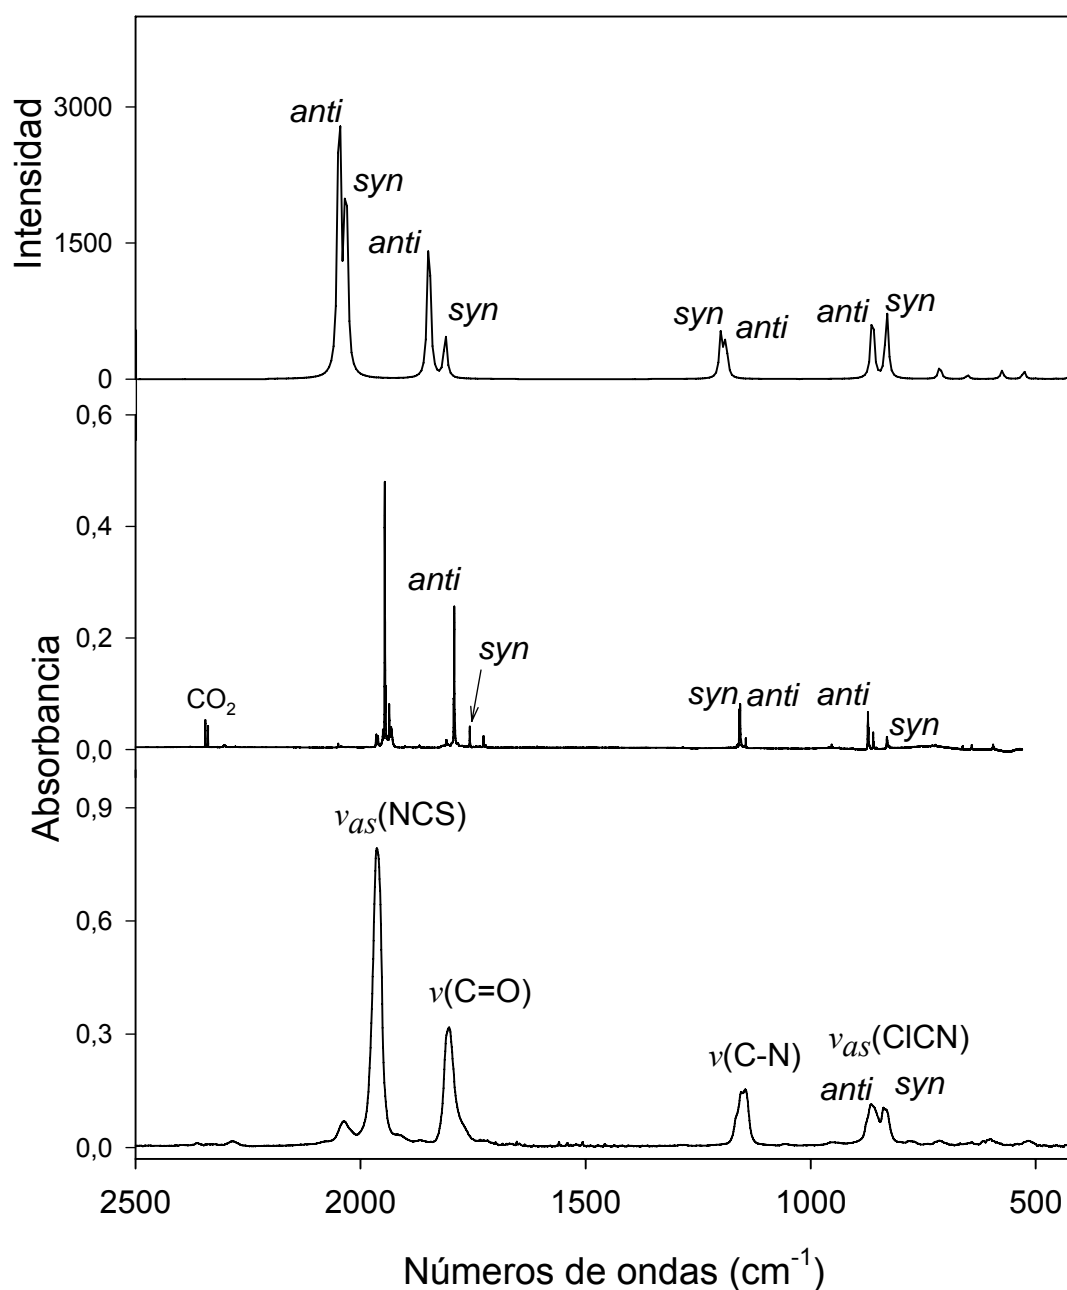 Intensidad
3000
1500
0
anti
syn
anti
syn
syn
anti
anti
syn
Absorbancia
0,6
0,4
0,2
0,0
CO2
anti
syn
syn
anti
anti
syn
0,9
0,6
0,3
0,0
νas(NCS)
ν(C=O)
ν(C-N)
νas(ClCN)
anti
syn
2500
2000
1500
1000
500
Números de ondas (cm-1)